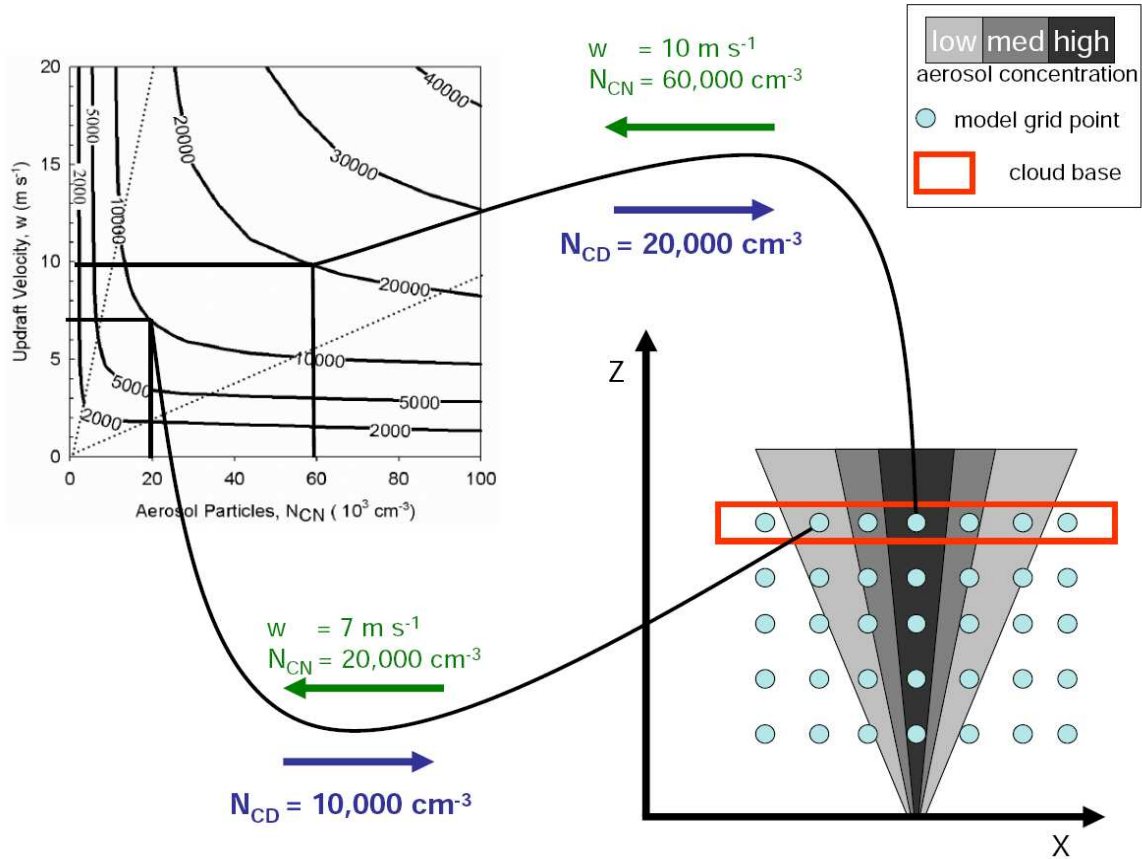 low med high
aerosol concentration
model grid point
cloud base
w = 10 m s-1
NCN = 60,000 cm-3
NCD = 20,000 cm-3
20
15
10
5
0
Updraft Velocity, w (m s-1)
2000
5000
10000
20000
30000
40000
20000
10000
5000
5000
2000
2000
0 20 40 60 80 100
Aerosol Particles, NCN ( 103 cm-3)
Z
X
w = 7 m s-1
NCN = 20,000 cm-3
NCD = 10,000 cm-3